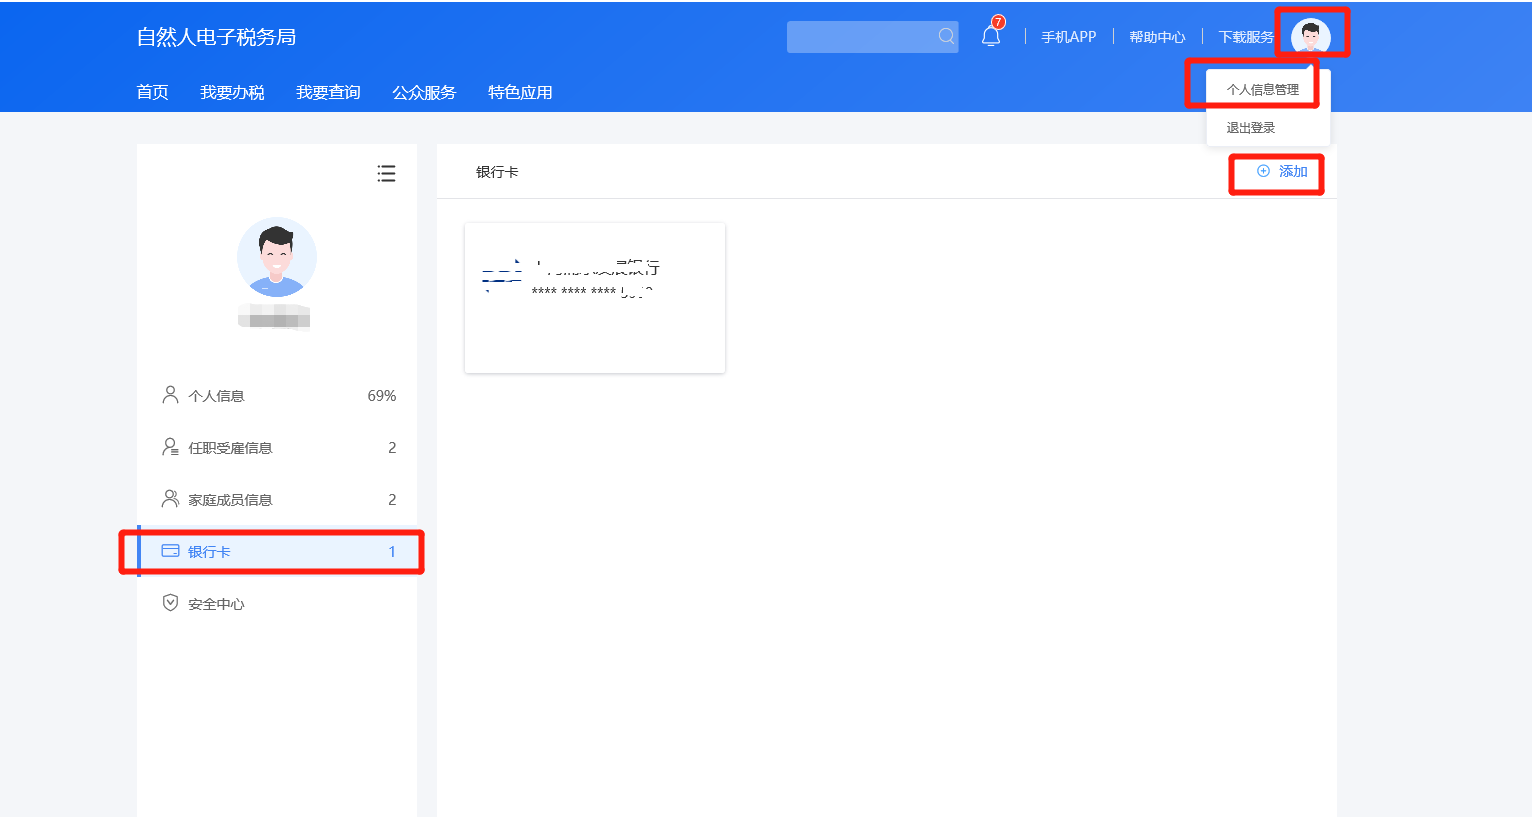 自然人电子税务局
7
手机APP
帮助中心
下载服务
首页
我要办税
我要查询
公众服务
特色应用
个人信息管理
退出登录
银行卡
添加
展银行
**** **** ****
个人信息 69%
任职受雇信息 2
家庭成员信息 2
银行卡 1
安全中心